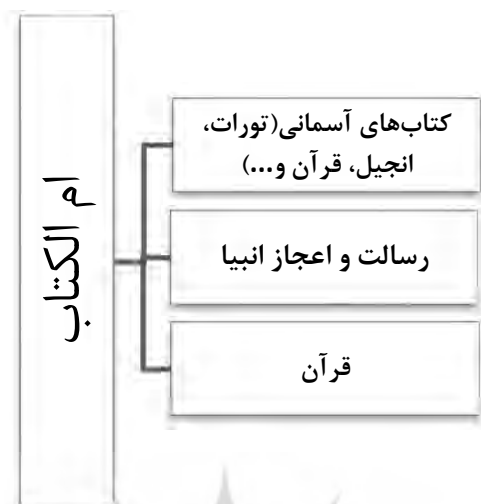 ام الکتاب
کتاب‌های آسمانی(تورات،
انجیل، قرآن و...)
رسالت و اعجاز انبیا
قرآن